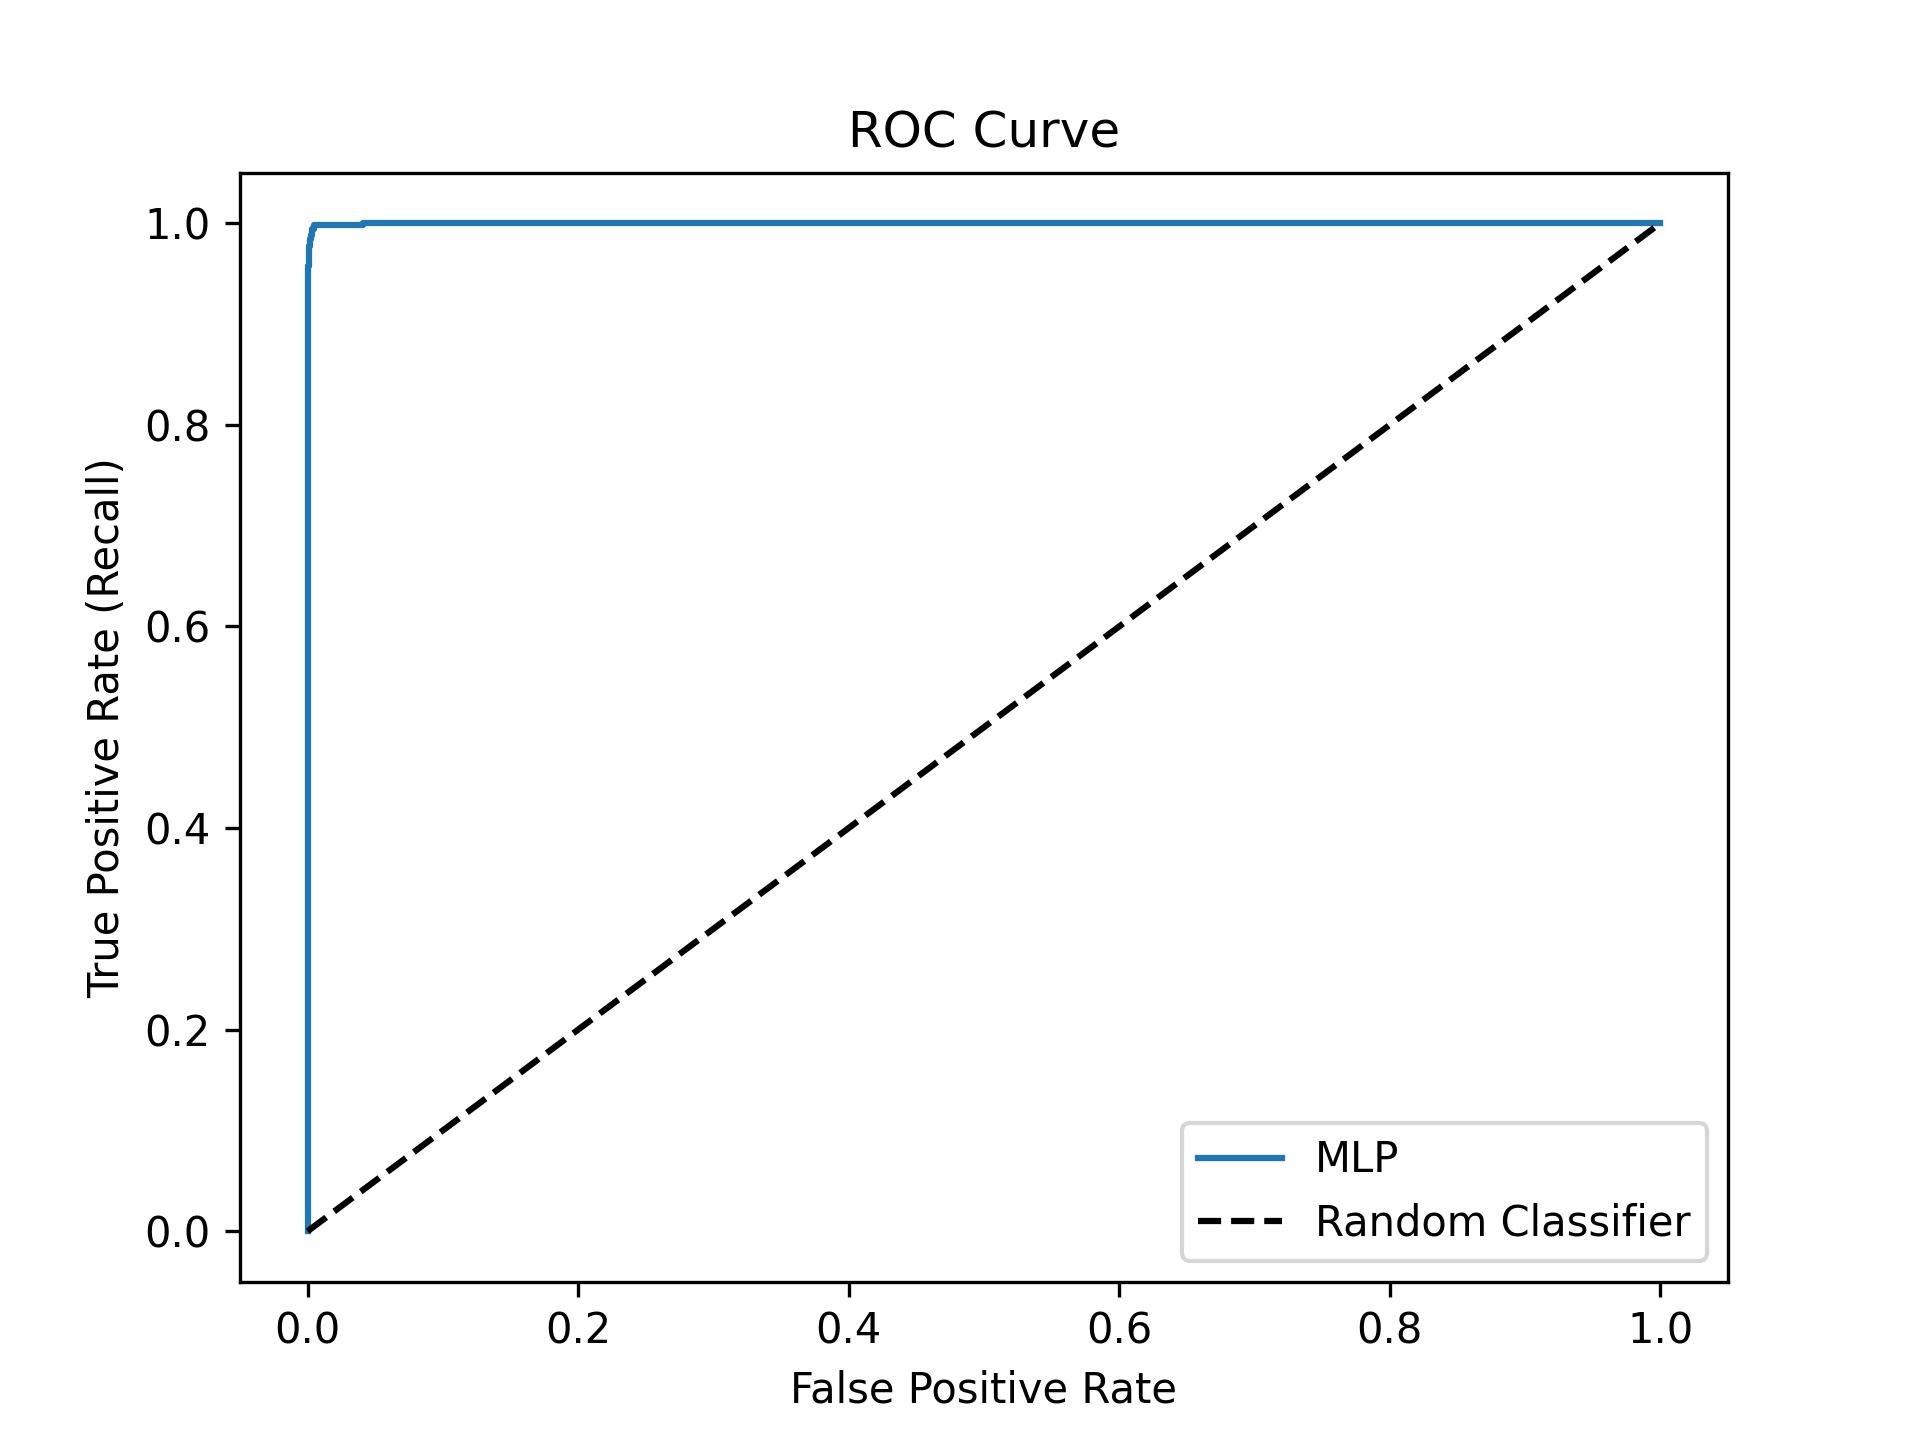 ROC Curve
True Positive Rate (Recall)
1.0
0.8
0.6
0.4
0.2
0.0
MLP
Random Classifier
0.0 0.2 0.4 0.6 0.8 1.0
False Positive Rate